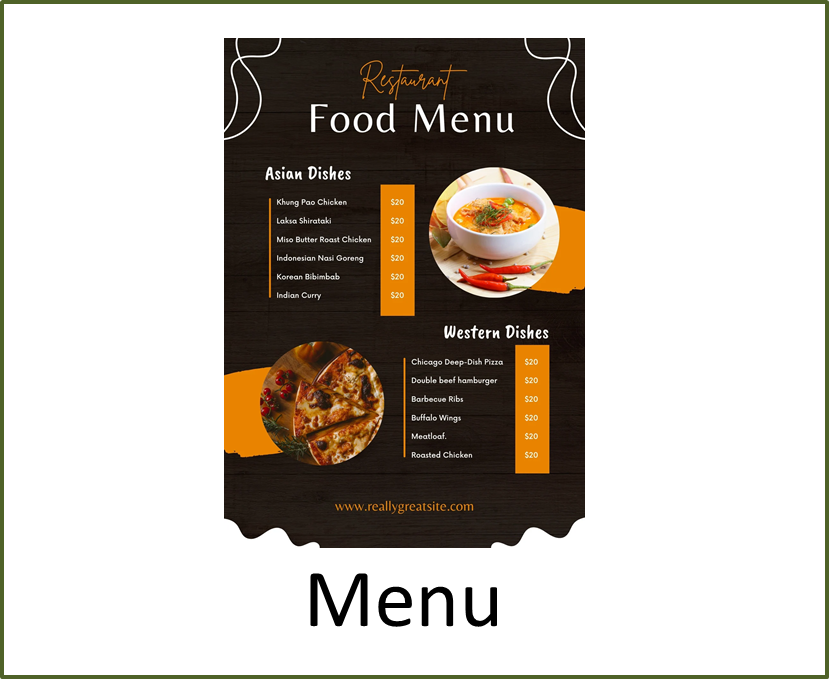 Restaurant
Food Menu
Asian Dishes
Khung Pao Chicken $20
Laksa Shirataki $20
Miso Butter Roast Chicken $20
Indonesian Nasi Goreng $20
Korean Bibimbab $20
Indian Curry $20
Western Dishes
Chicago Deep-Dish Pizza $20
Double beef hamburger $20
Barbecue Ribs $20
Buffalo Wings $20
Meatloaf. $20
Roasted Chicken $20
www.reallygreatsite.com
Menu